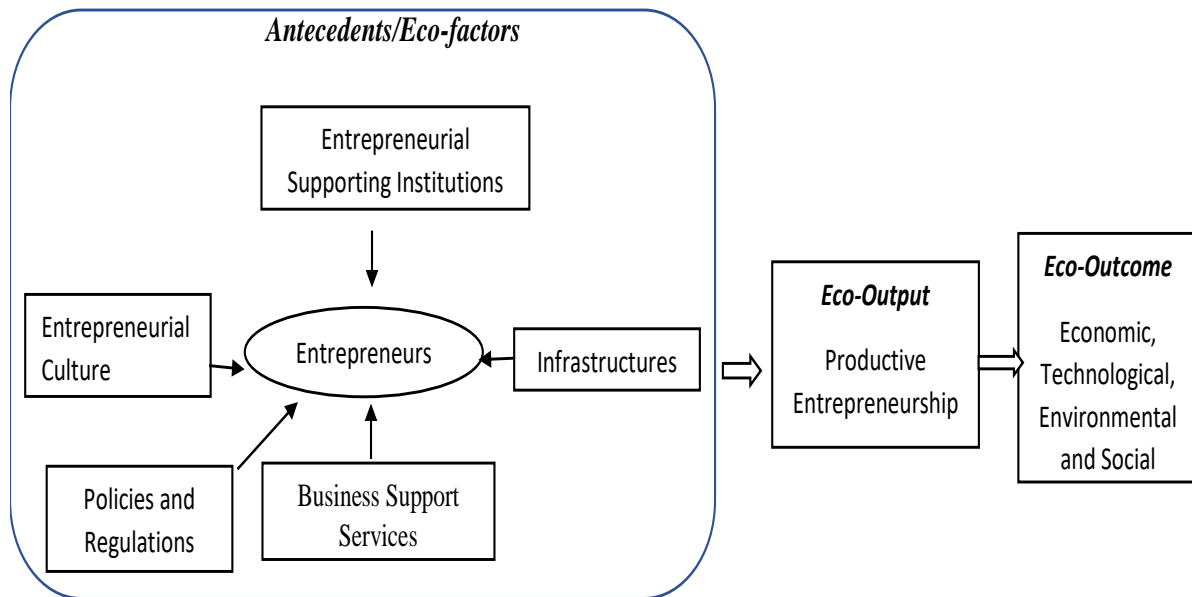 Antecedents/Eco-factors
Entrepreneurial
Supporting Institutions
Entrepreneurial
Culture
Entrepreneurs
Infrastructures
Policies and
Regulations
Business Support
Services
Eco-Output
Productive
Entrepreneurship
Eco-Outcome
Economic,
Technological,
Environmental
and Social